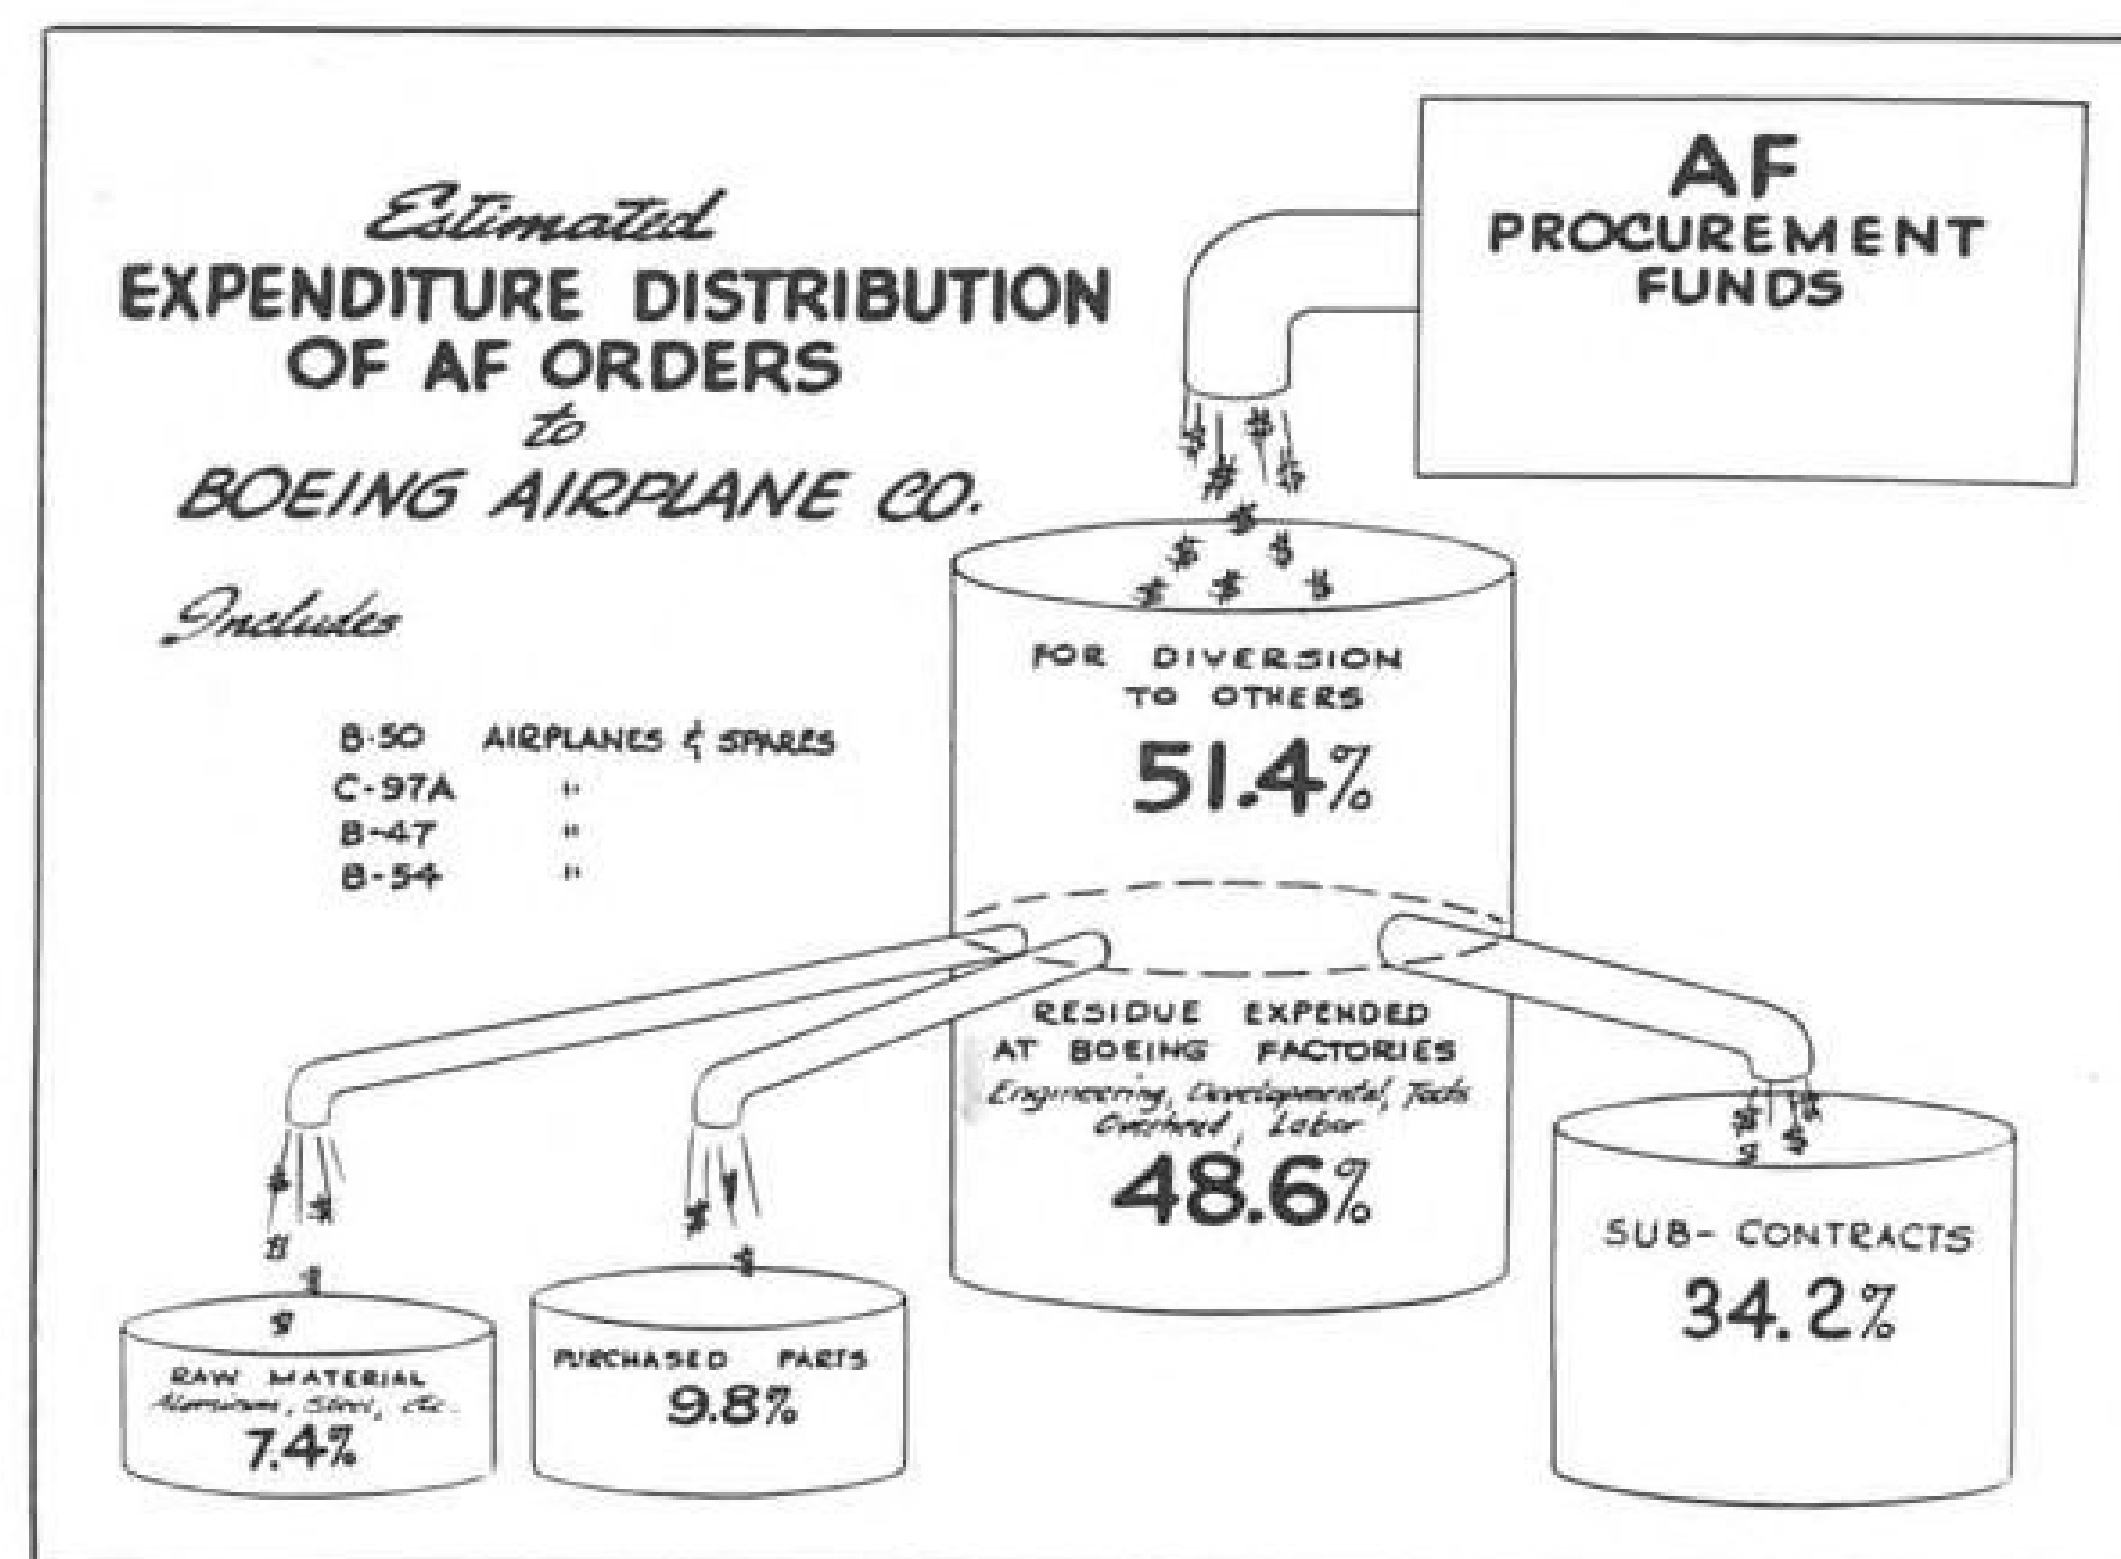 Estimated
EXPENDITURE DISTRIBUTION
OF AF ORDERS
to
BOEING AIRPLANE CO.
Includes
B-50 AIRPLANES & SPARES
C-97A "
B-47 "
B-54 "
AF
PROCUREMENT
FUNDS
FOR DIVERSION
TO OTHERS
51.4%
RESIDUE EXPENDED
AT BOEING FACTORIES
Engineering, Developmental, Tools
Overhead, Labor
48.6%
RAW MATERIAL
Aluminum, Steel, etc.
7.4%
PURCHASED PARTS
9.8%
SUB-CONTRACTS
34.2%